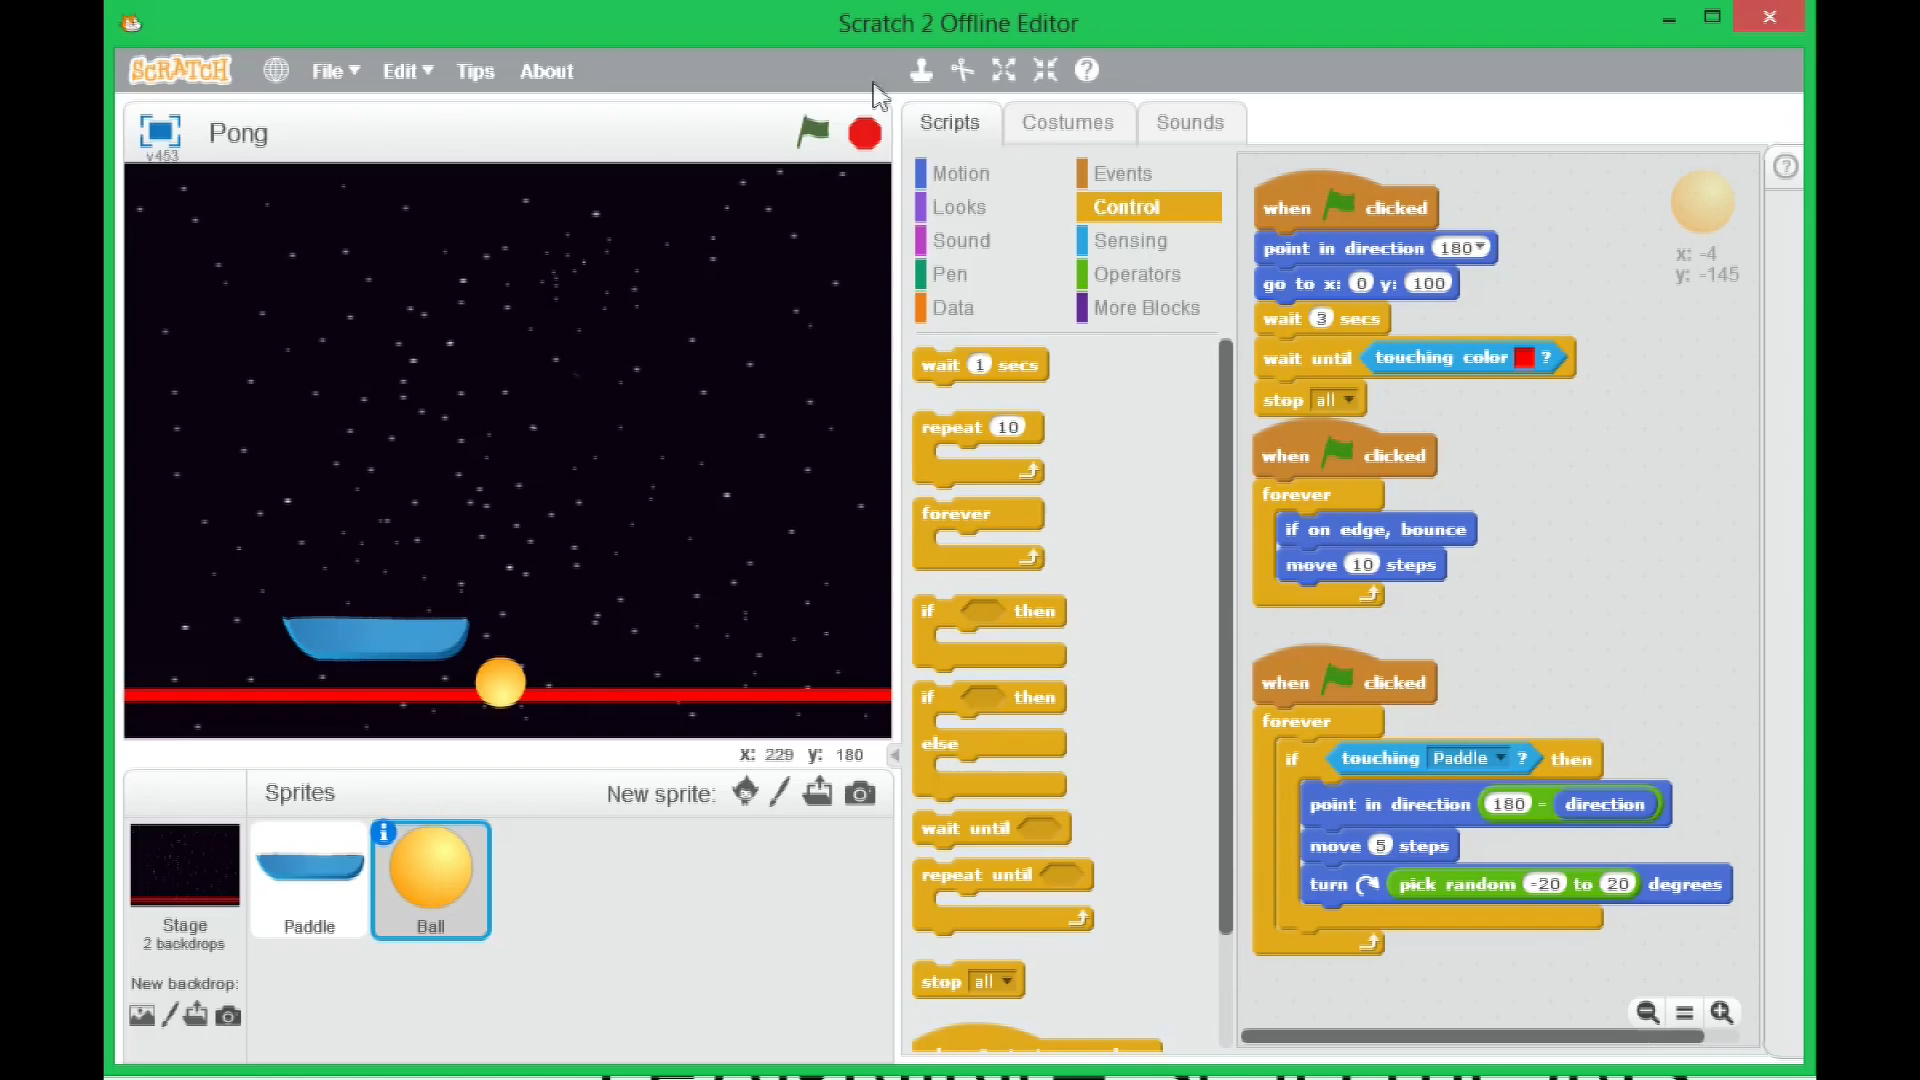 Scratch 2 Offline Editor
SCRATCH File Edit Tips About
v453
Pong
Scripts Costumes Sounds
Motion Events
Looks Control
Sound Sensing
Pen Operators
Data More Blocks
wait 1 secs
repeat 10
forever
if then
if then
else
wait until
repeat until
stop all
when clicked
point in direction 180
go to x: 0 y: 100
wait 3 secs
wait until touching color ?
stop all
when clicked
forever
if on edge, bounce
move 10 steps
when clicked
forever
if touching Paddle ? then
point in direction 180 - direction
move 5 steps
turn pick random -20 to 20 degrees
x: -4
y: -145
X: 229 y: 180
Sprites New sprite:
Stage
2 backdrops
New backdrop:
Paddle
Ball